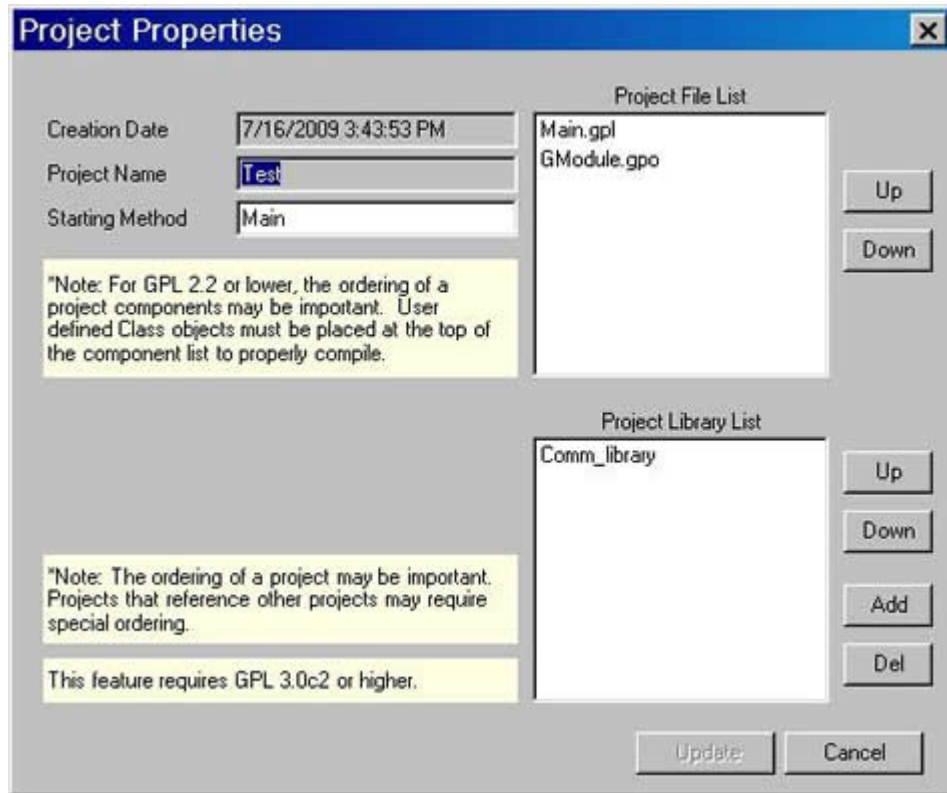 Project Properties
Project File List
Creation Date 7/16/2009 3:43:53 PM
Project Name Test
Starting Method Main
Main.gpl
GModule.gpo
Up
Down
"Note: For GPL 2.2 or lower, the ordering of a
project components may be important. User
defined Class objects must be placed at the top of
the component list to properly compile.
Project Library List
Comm_library
Up
Down
Add
Del
"Note: The ordering of a project may be important.
Projects that reference other projects may require
special ordering.
This feature requires GPL 3.0c2 or higher.
Update
Cancel